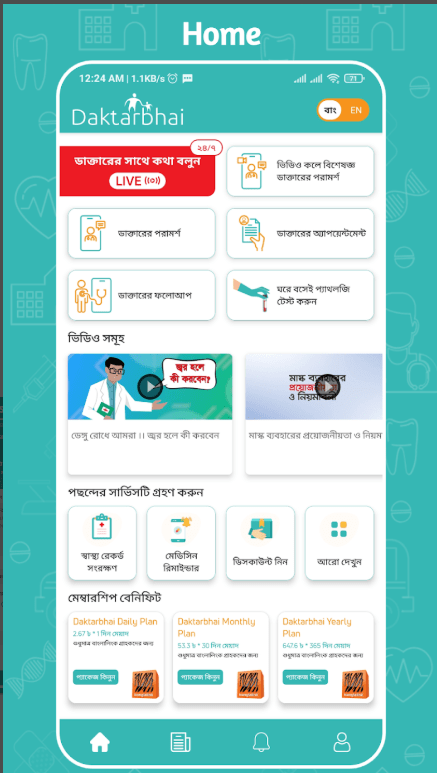 Home
12:24 AM | 1.1KB/s
71
Daktarbhai
বাং EN
২৪/৭
ডাক্তারের সাথে কথা বলুন
LIVE
ভিডিও কলে বিশেষজ্ঞ
ডাক্তারের পরামর্শ
ডাক্তারের পরামর্শ
ডাক্তারের অ্যাপয়েন্টমেন্ট
ডাক্তারের ফলোআপ
ঘরে বসেই প্যাথলজি
টেস্ট করুন
ভিডিও সমূহ
জ্বর হলে
কী করবেন?
মাস্ক ব্যবহারের
প্রয়োজনীয়তা
ও নিয়মাবলী
ডেঙ্গু রোধে আমরা ।। জ্বর হলে কী করবেন
মাস্ক ব্যবহারের প্রয়োজনীয়তা ও নিয়ম
পছন্দের সার্ভিসটি গ্রহণ করুন
স্বাস্থ্য রেকর্ড
সংরক্ষণ
মেডিসিন
রিমাইন্ডার
ডিসকাউন্ট নিন
আরো দেখুন
মেম্বারশিপ বেনিফিট
Daktarbhai Daily Plan
2.67 ৳ * 1 দিন মেয়াদ
শুধুমাত্র বাংলালিংক গ্রাহকদের জন্য
প্যাকেজ কিনুন
Daktarbhai Monthly
Plan
53.3 ৳ * 30 দিন মেয়াদ
শুধুমাত্র বাংলালিংক গ্রাহকদের জন্য
প্যাকেজ কিনুন
Daktarbhai Yearly
Plan
647.6 ৳ * 365 দিন মেয়াদ
শুধুমাত্র বাংলালিংক গ্রাহকদের জন্য
প্যাকেজ কিনুন